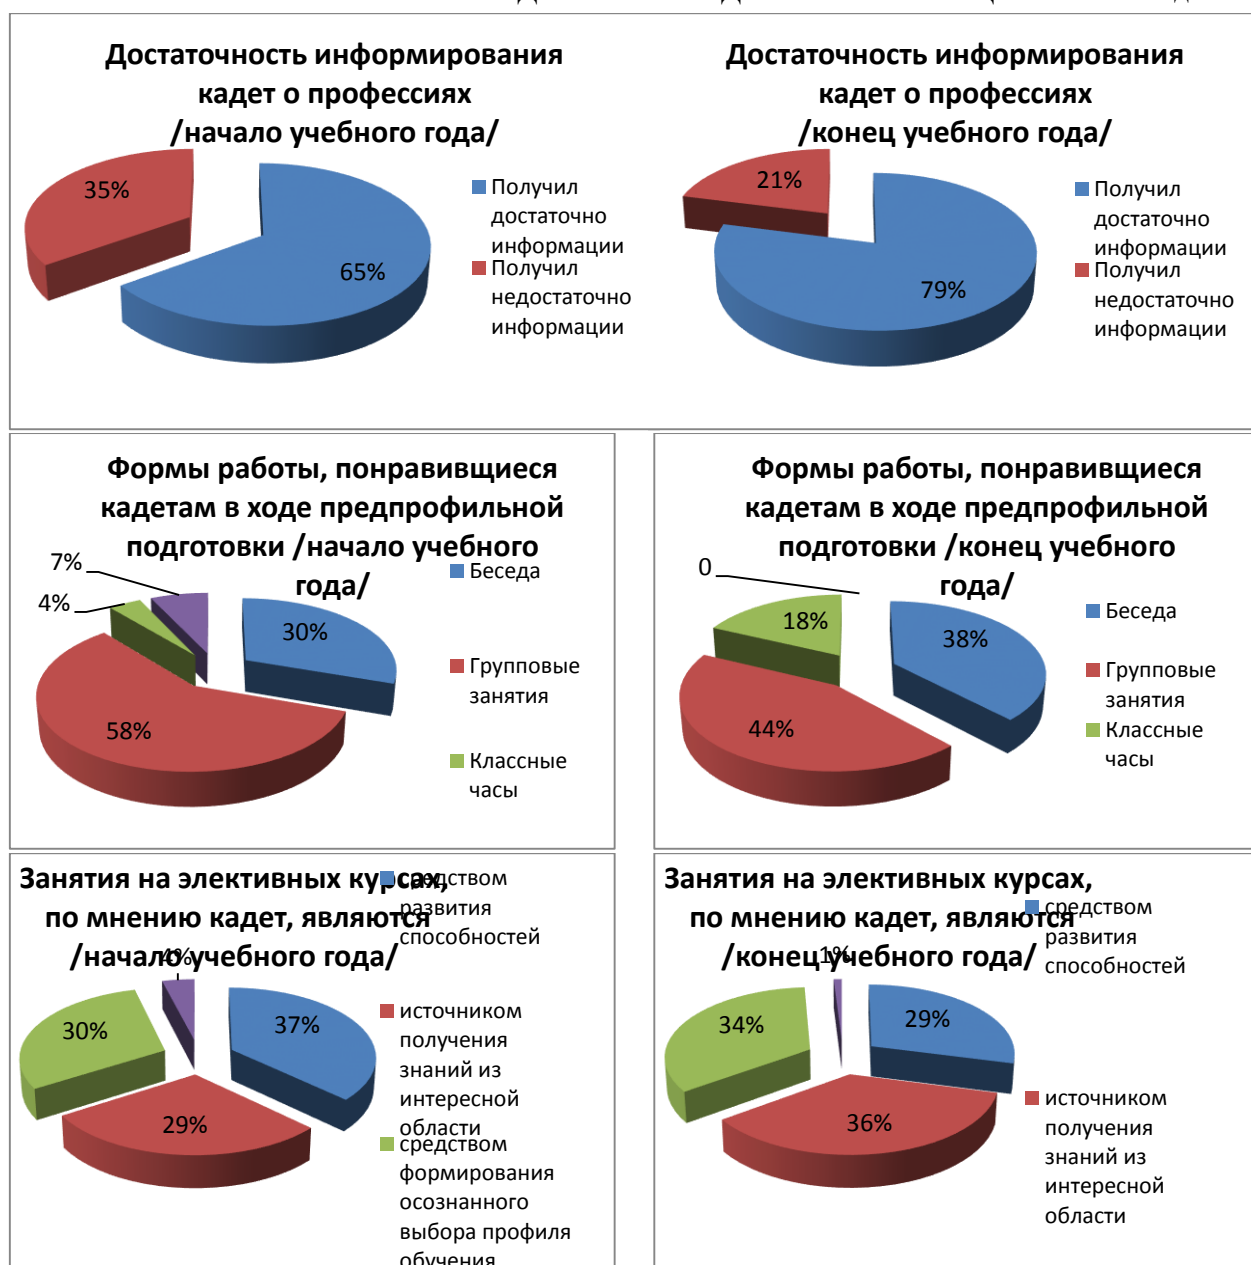 Достаточность информирования
кадет о профессиях
/начало учебного года/
35%
65%
Получил
достаточно
информации
Получил
недостаточно
информации
Достаточность информирования
кадет о профессиях
/конец учебного года/
21%
79%
Получил
достаточно
информации
Получил
недостаточно
информации
Формы работы, понравивщиеся
кадетам в ходе предпрофильной
подготовки /начало учебного
года/
7%
4%
30%
58%
Беседа
Групповые
занятия
Классные
часы
Формы работы, понравивщиеся
кадетам в ходе предпрофильной
подготовки /конец учебного
года/
0
18%
38%
44%
Беседа
Групповые
занятия
Классные
часы
Занятия на элективных курсах,
по мнению кадет, являются
/начало учебного года/
4%
30%
37%
29%
средством
развития
способностей
источником
получения
знаний из
интересной
области
средством
формирования
осознанного
выбора профиля
обучения
Занятия на элективных курсах,
по мнению кадет, являются
/конец учебного года/
1%
34%
29%
36%
средством
развития
способностей
источником
получения
знаний из
интересной
области